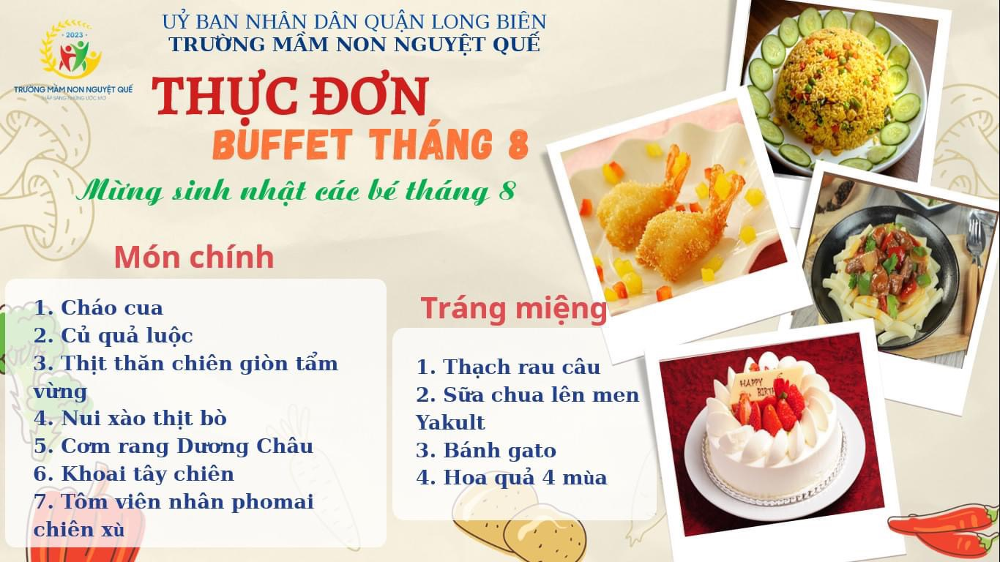 UỶ BAN NHÂN DÂN QUẬN LONG BIÊN
TRƯỜNG MẦM NON NGUYỆT QUẾ
· 2023 ·
TRƯỜNG MẦM NON NGUYỆT QUẾ
THẮP SÁNG NHỮNG ƯỚC MƠ
THỰC ĐƠN
BUFFET THÁNG 8
Mừng sinh nhật các bé tháng 8
Món chính
1. Cháo cua
2. Củ quả luộc
3. Thịt thăn chiên giòn tẩm
vừng
4. Nui xào thịt bò
5. Cơm rang Dương Châu
6. Khoai tây chiên
7. Tôm viên nhân phomai
chiên xù
Tráng miệng
1. Thạch rau câu
2. Sữa chua lên men
Yakult
3. Bánh gato
4. Hoa quả 4 mùa
HAPPY